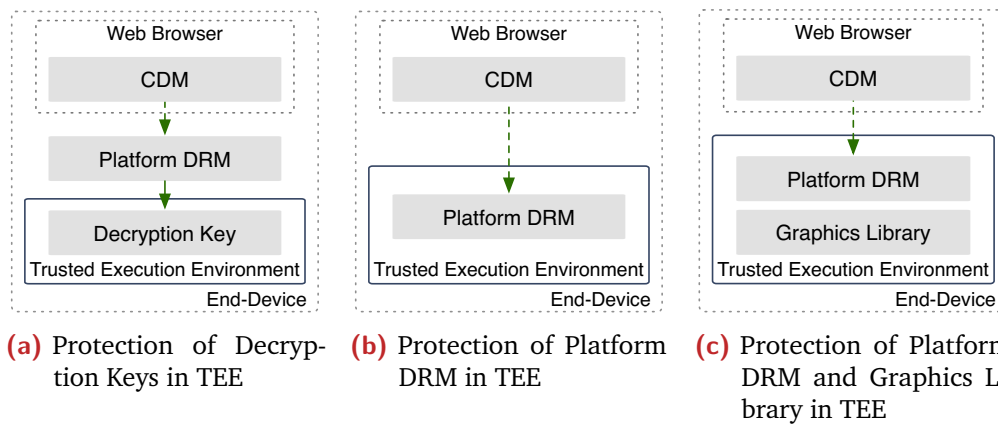 Web Browser
CDM
Platform DRM
Decryption Key
Trusted Execution Environment
End-Device
(a) Protection of Decryp-
tion Keys in TEE
Web Browser
CDM
Platform DRM
Trusted Execution Environment
End-Device
(b) Protection of Platform
DRM in TEE
Web Browser
CDM
Platform DRM
Graphics Library
Trusted Execution Environment
End-Device
(c) Protection of Platform
DRM and Graphics Li
brary in TEE